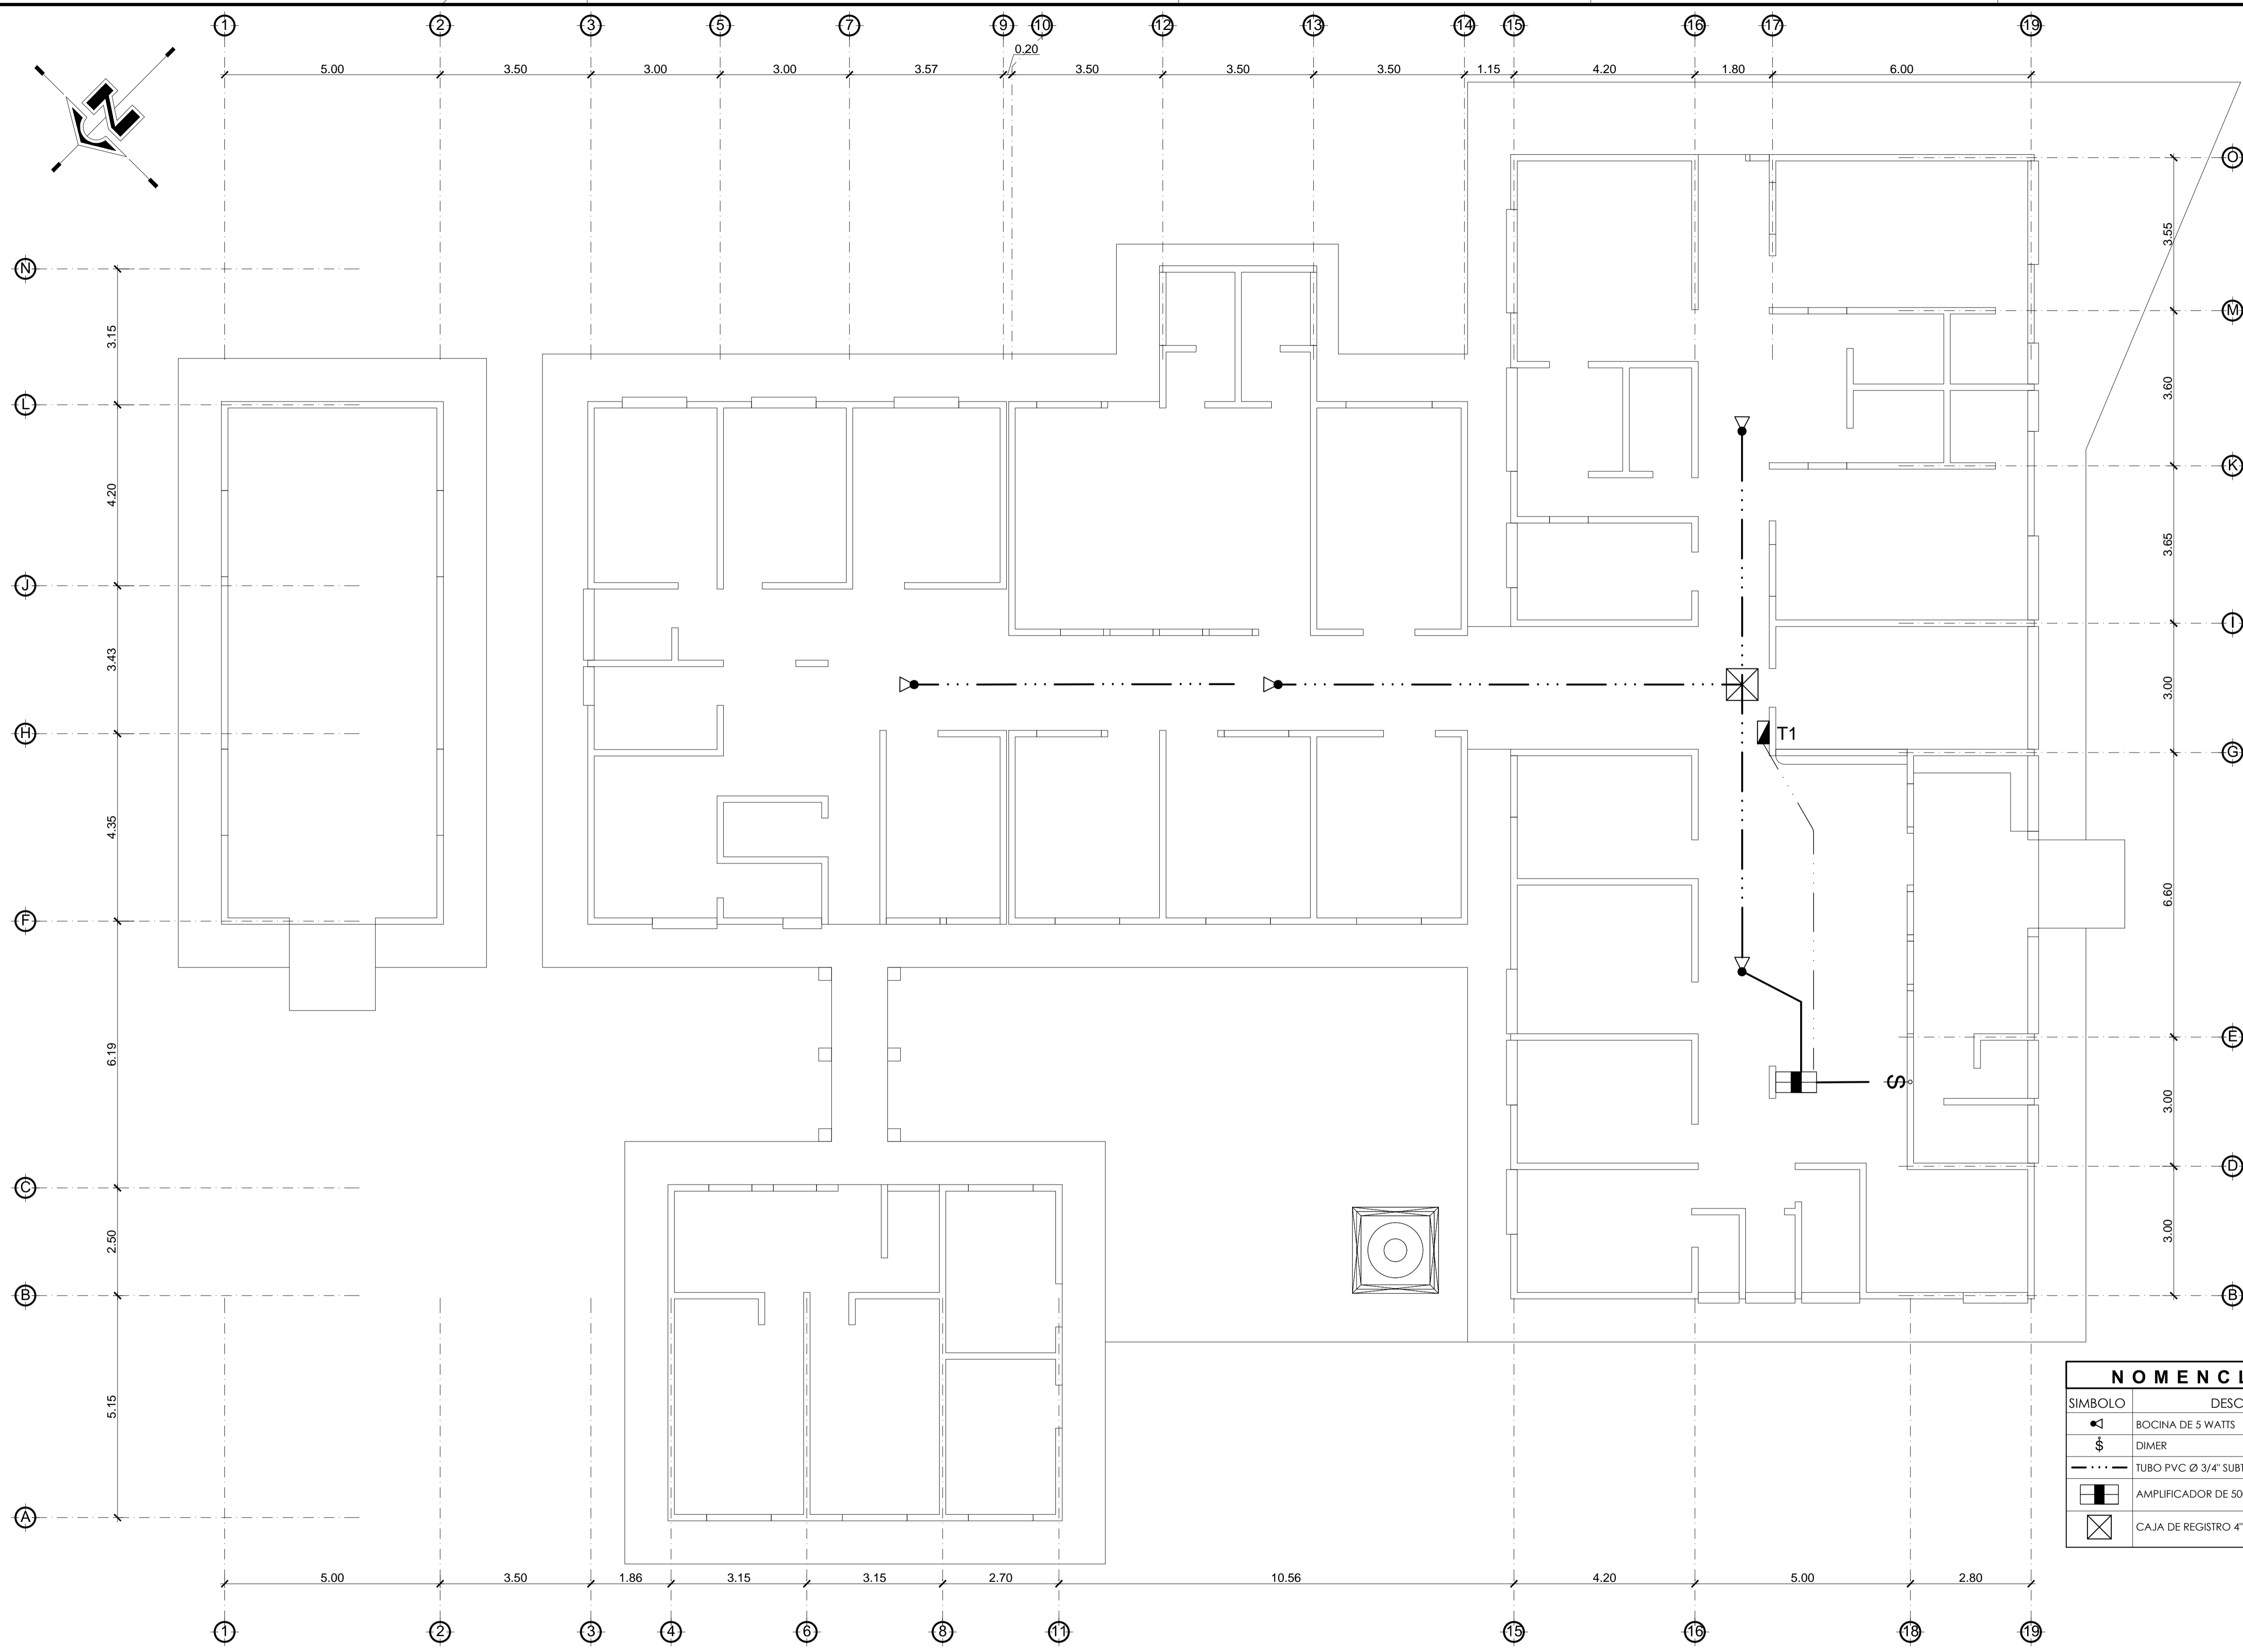 1 2 3 5 7 9 10 12 13 14 15 16 17 19
0.20
5.00 3.50 3.00 3.00 3.57 3.50 3.50 3.50 1.15 4.20 1.80 6.00
N
O
N
M
L
K
J
I
H
G
F
E
C
D
B
B
A
3.15
4.20
3.43
4.35
6.19
2.50
5.15
3.55
3.60
3.65
3.00
6.60
3.00
3.00
T1
S
NOMENCL
SIMBOLO DESC
BOCINA DE 5 WATTS
$ DIMER
TUBO PVC Ø 3/4" SUBT
AMPLIFICADOR DE 50
CAJA DE REGISTRO 4"
5.00 3.50 1.86 3.15 3.15 2.70 10.56 4.20 5.00 2.80
1 2 3 4 6 8 11 15 16 18 19